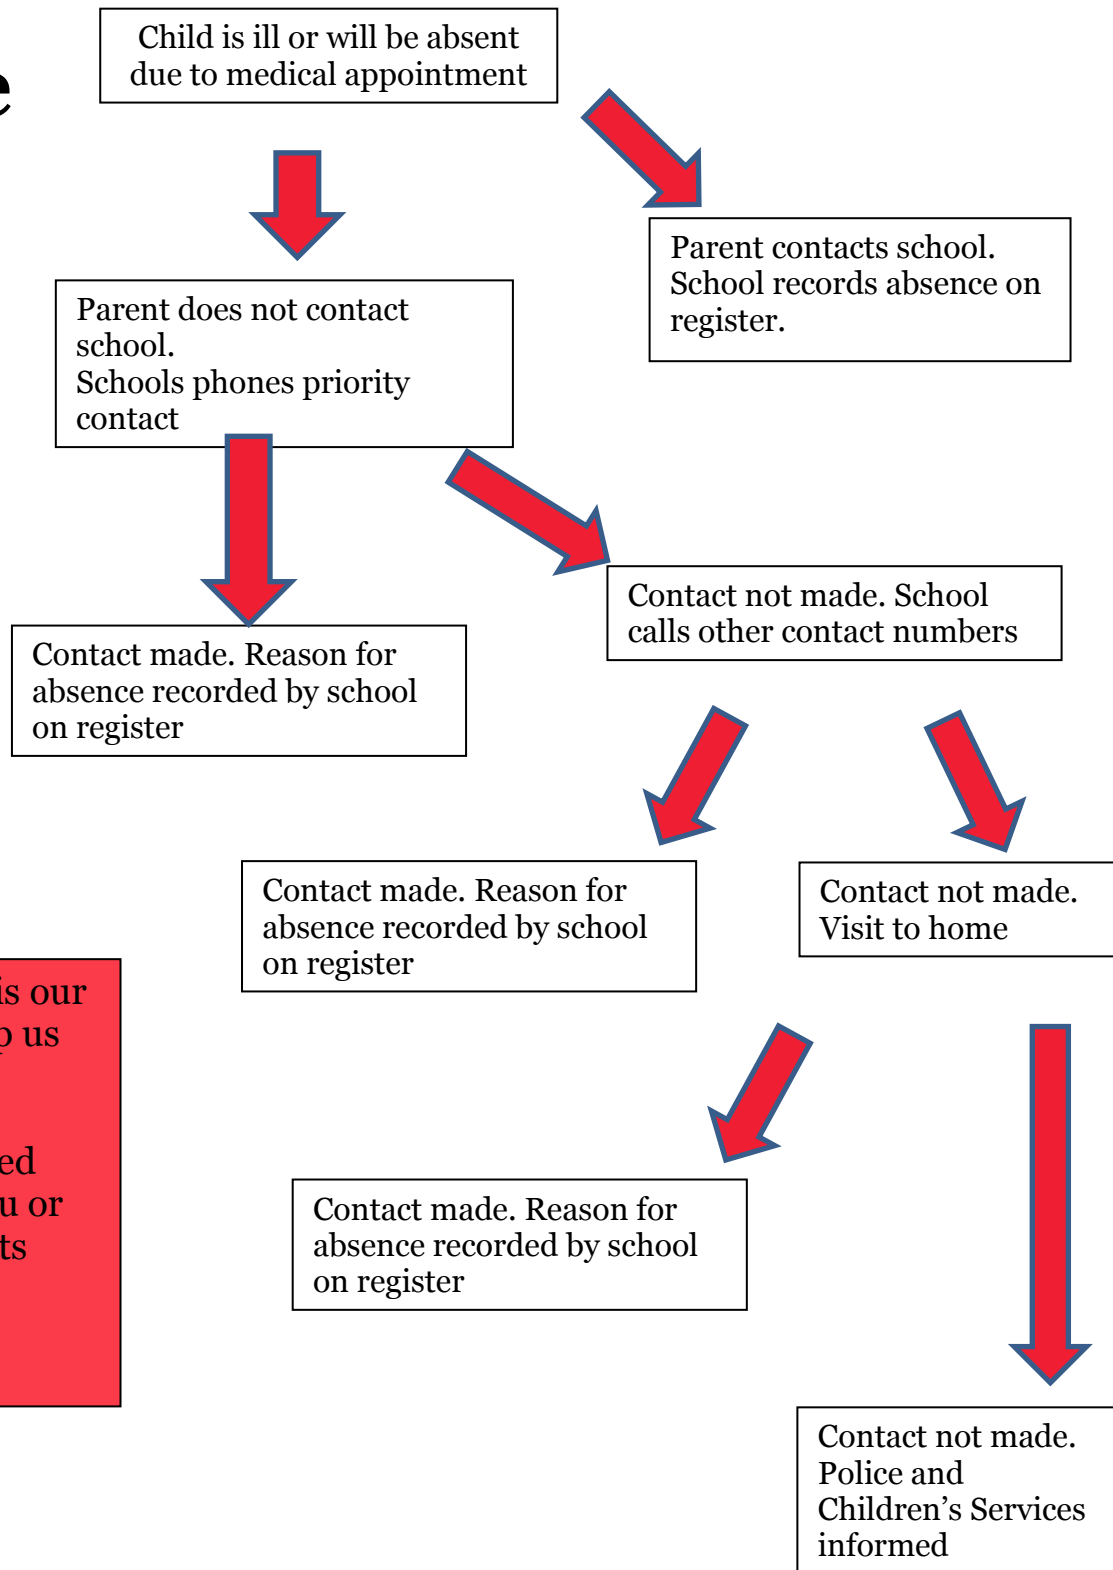 e
Child is ill or will be absent
due to medical appointment
Parent contacts school.
School records absence on
register.
Parent does not contact
school.
Schools phones priority
contact
Contact not made. School
calls other contact numbers
Contact made. Reason for
absence recorded by school
on register
Contact made. Reason for
absence recorded by school
on register
Contact not made.
Visit to home
is our
p us
ed
u or
ts
Contact made. Reason for
absence recorded by school
on register
Contact not made.
Police and
Children’s Services
informed